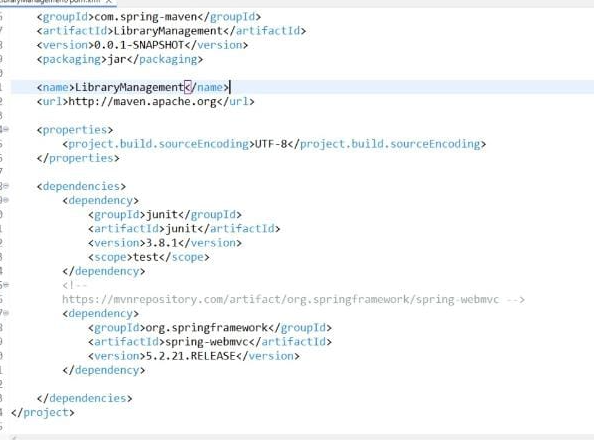 <groupId>com.spring-maven</groupId>
<artifactId>LibraryManagement</artifactId>
<version>0.0.1-SNAPSHOT</version>
<packaging>jar</packaging>
<name>LibraryManagement</name>
<url>http://maven.apache.org</url>
<properties>
<project.build.sourceEncoding>UTF-8</project.build.sourceEncoding>
</properties>
<dependencies>
<dependency>
<groupId>junit</groupId>
<artifactId>junit</artifactId>
<version>3.8.1</version>
<scope>test</scope>
</dependency>
<!--
https://mvnrepository.com/artifact/org.springframework/spring-webmvc -->
<dependency>
<groupId>org.springframework</groupId>
<artifactId>spring-webmvc</artifactId>
<version>5.2.21.RELEASE</version>
</dependency>
</dependencies>
</project>